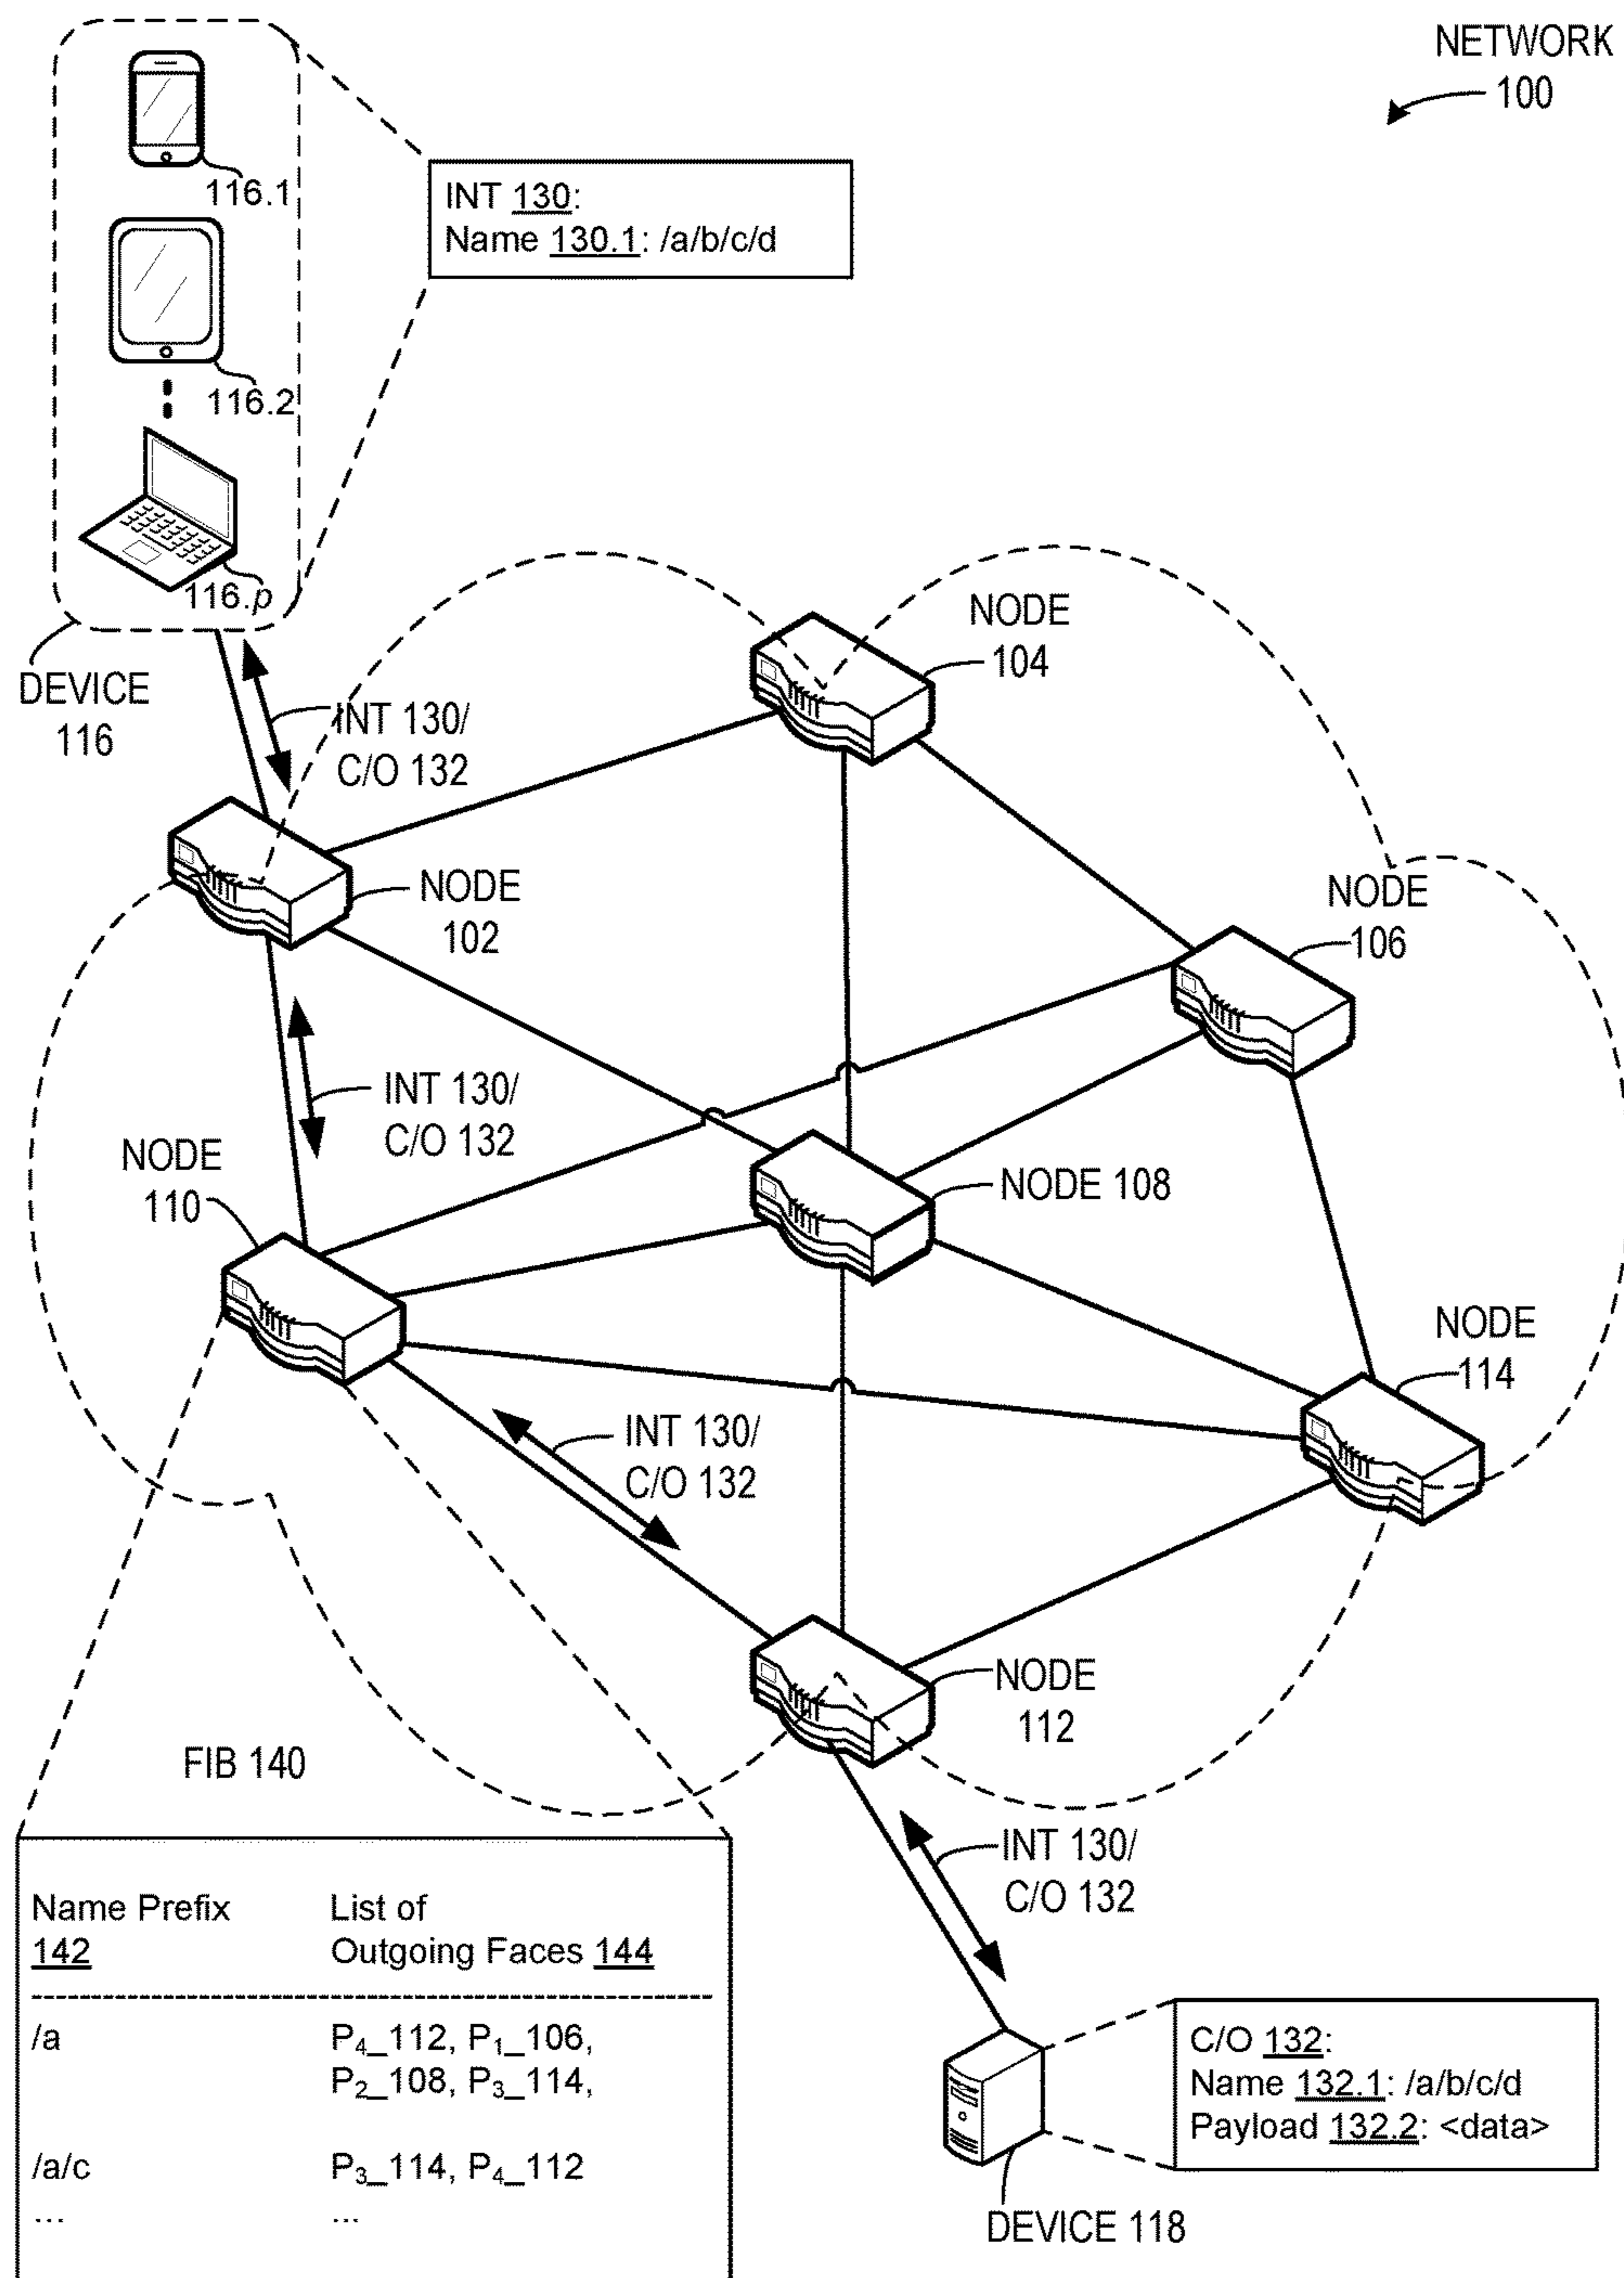 NETWORK
100
116.1
INT 130:
Name 130.1: /a/b/c/d
116.2
116.p
DEVICE
116
INT 130/
C/O 132
NODE
104
NODE
102
NODE
106
INT 130/
C/O 132
NODE
110
NODE 108
NODE
114
INT 130/
C/O 132
NODE
112
FIB 140
INT 130/
C/O 132
Name Prefix
142
List of
Outgoing Faces 144
/a
P₄_112, P₁_106,
P₂_108, P₃_114,
/a/c
P₃_114, P₄_112
...
...
C/O 132:
Name 132.1: /a/b/c/d
Payload 132.2: <data>
DEVICE 118